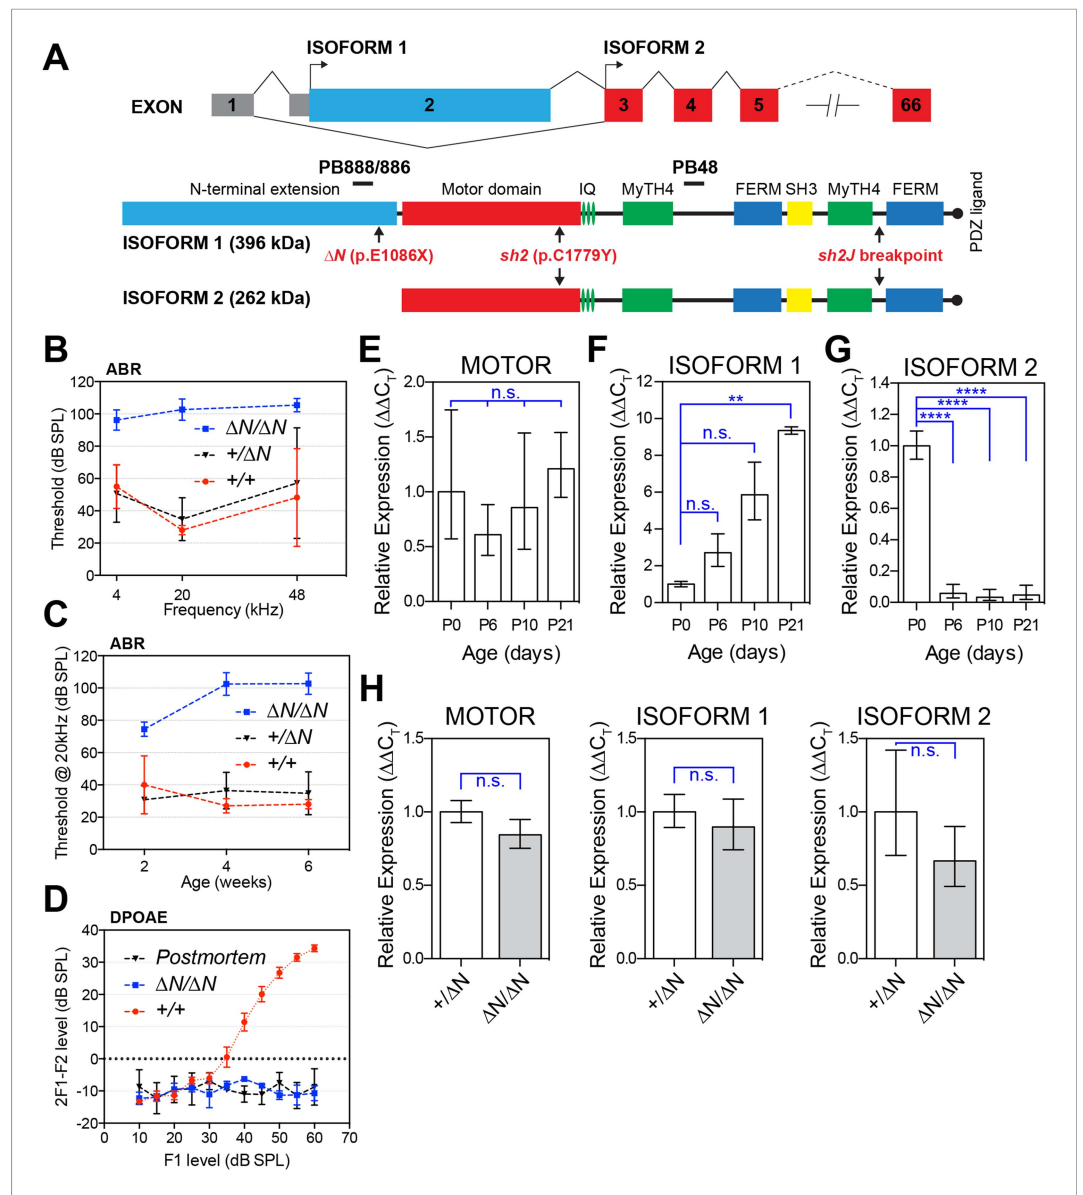 A
ISOFORM 1
ISOFORM 2
EXON
1
2
3
4
5
66
PB888/886
PB48
N-terminal extension
Motor domain
IQ
MyTH4
FERM
SH3
MyTH4
FERM
PDZ ligand
ISOFORM 1 (396 kDa)
ΔN (p.E1086X)
sh2 (p.C1779Y)
sh2J breakpoint
ISOFORM 2 (262 kDa)
B
ABR
Threshold (dB SPL)
120
100
80
60
40
20
0
ΔN/ΔN
+/ΔN
+/+
4
20
48
Frequency (kHz)
C
ABR
Threshold @ 20kHz (dB SPL)
120
100
80
60
40
20
0
ΔN/ΔN
+/ΔN
+/+
2
4
6
Age (weeks)
D
DPOAE
2F1-F2 level (dB SPL)
40
30
20
10
0
-10
-20
Postmortem
ΔN/ΔN
+/+
0
10
20
30
40
50
60
70
F1 level (dB SPL)
E
MOTOR
Relative Expression (ΔΔCT)
2.0
1.5
1.0
0.5
0.0
n.s.
P0
P6
P10
P21
Age (days)
F
ISOFORM 1
Relative Expression (ΔΔCT)
12
10
8
6
4
2
0
**
n.s.
n.s.
P0
P6
P10
P21
Age (days)
G
ISOFORM 2
Relative Expression (ΔΔCT)
1.4
1.2
1.0
0.8
0.6
0.4
0.2
0.0
****
****
****
P0
P6
P10
P21
Age (days)
H
MOTOR
Relative Expression (ΔΔCT)
1.5
1.0
0.5
0.0
n.s.
+/ΔN
ΔN/ΔN
ISOFORM 1
Relative Expression (ΔΔCT)
1.5
1.0
0.5
0.0
n.s.
+/ΔN
ΔN/ΔN
ISOFORM 2
Relative Expression (ΔΔCT)
1.5
1.0
0.5
0.0
n.s.
+/ΔN
ΔN/ΔN